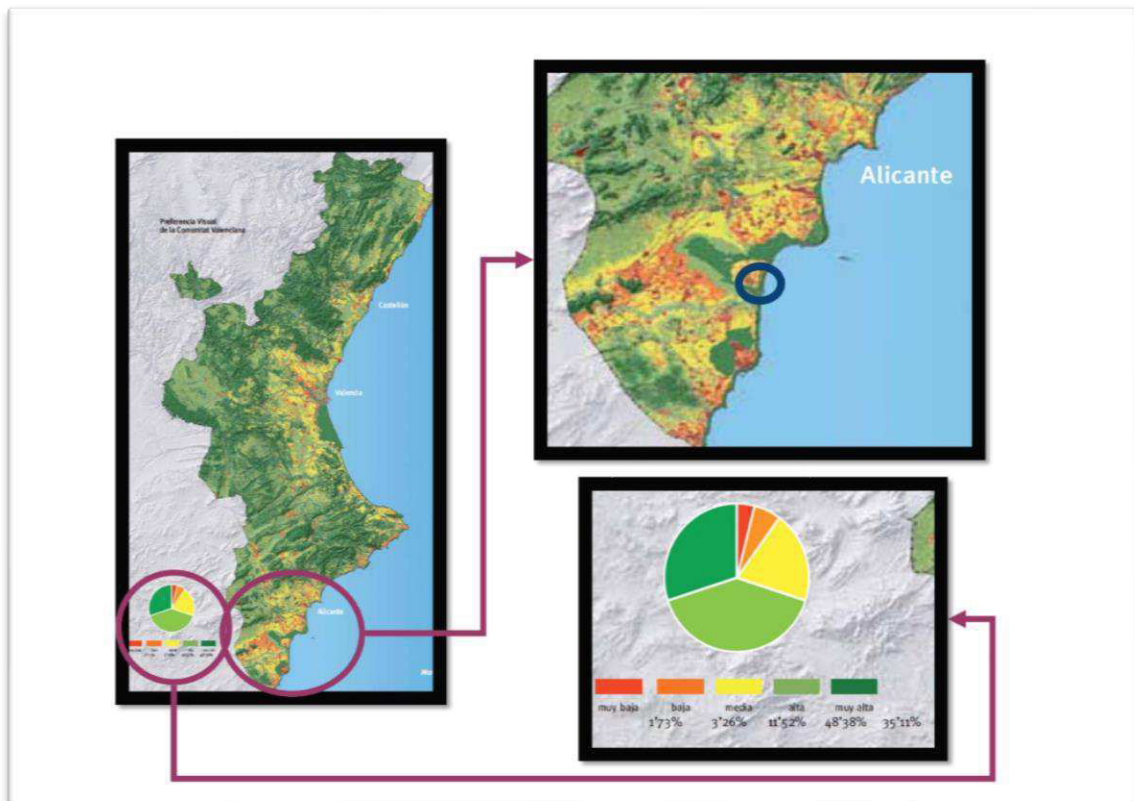 Preferencia Visual
de la Comunitat Valenciana
Castellón
Valencia
Alicante
Alicante
muy baja baja media alta muy alta
1'73% 3'26% 11'52% 48'38% 35'11%